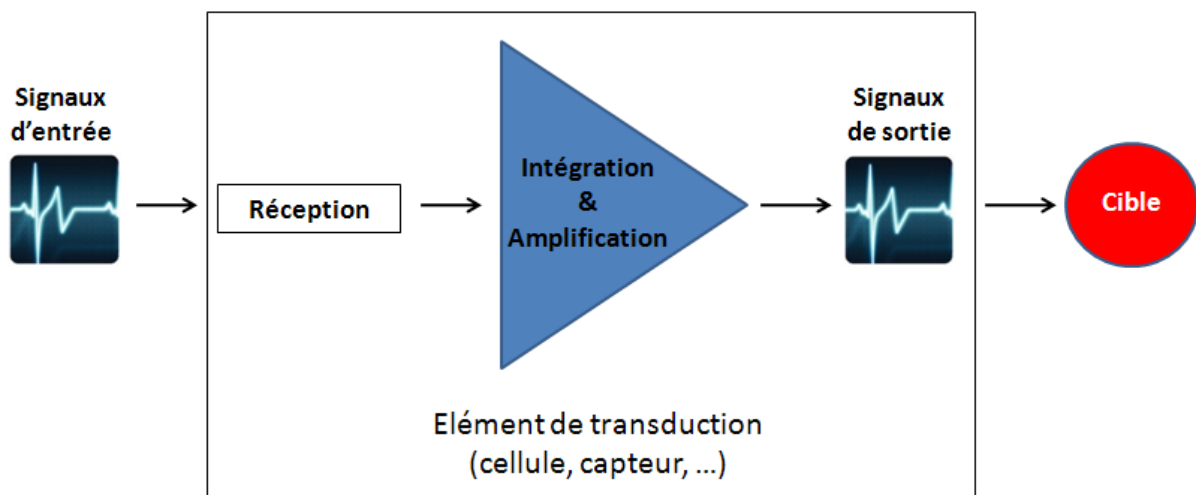 Signaux
d'entrée
Réception
Intégration
&
Amplification
Signaux
de sortie
Cible
Elément de transduction
(cellule, capteur, ...)